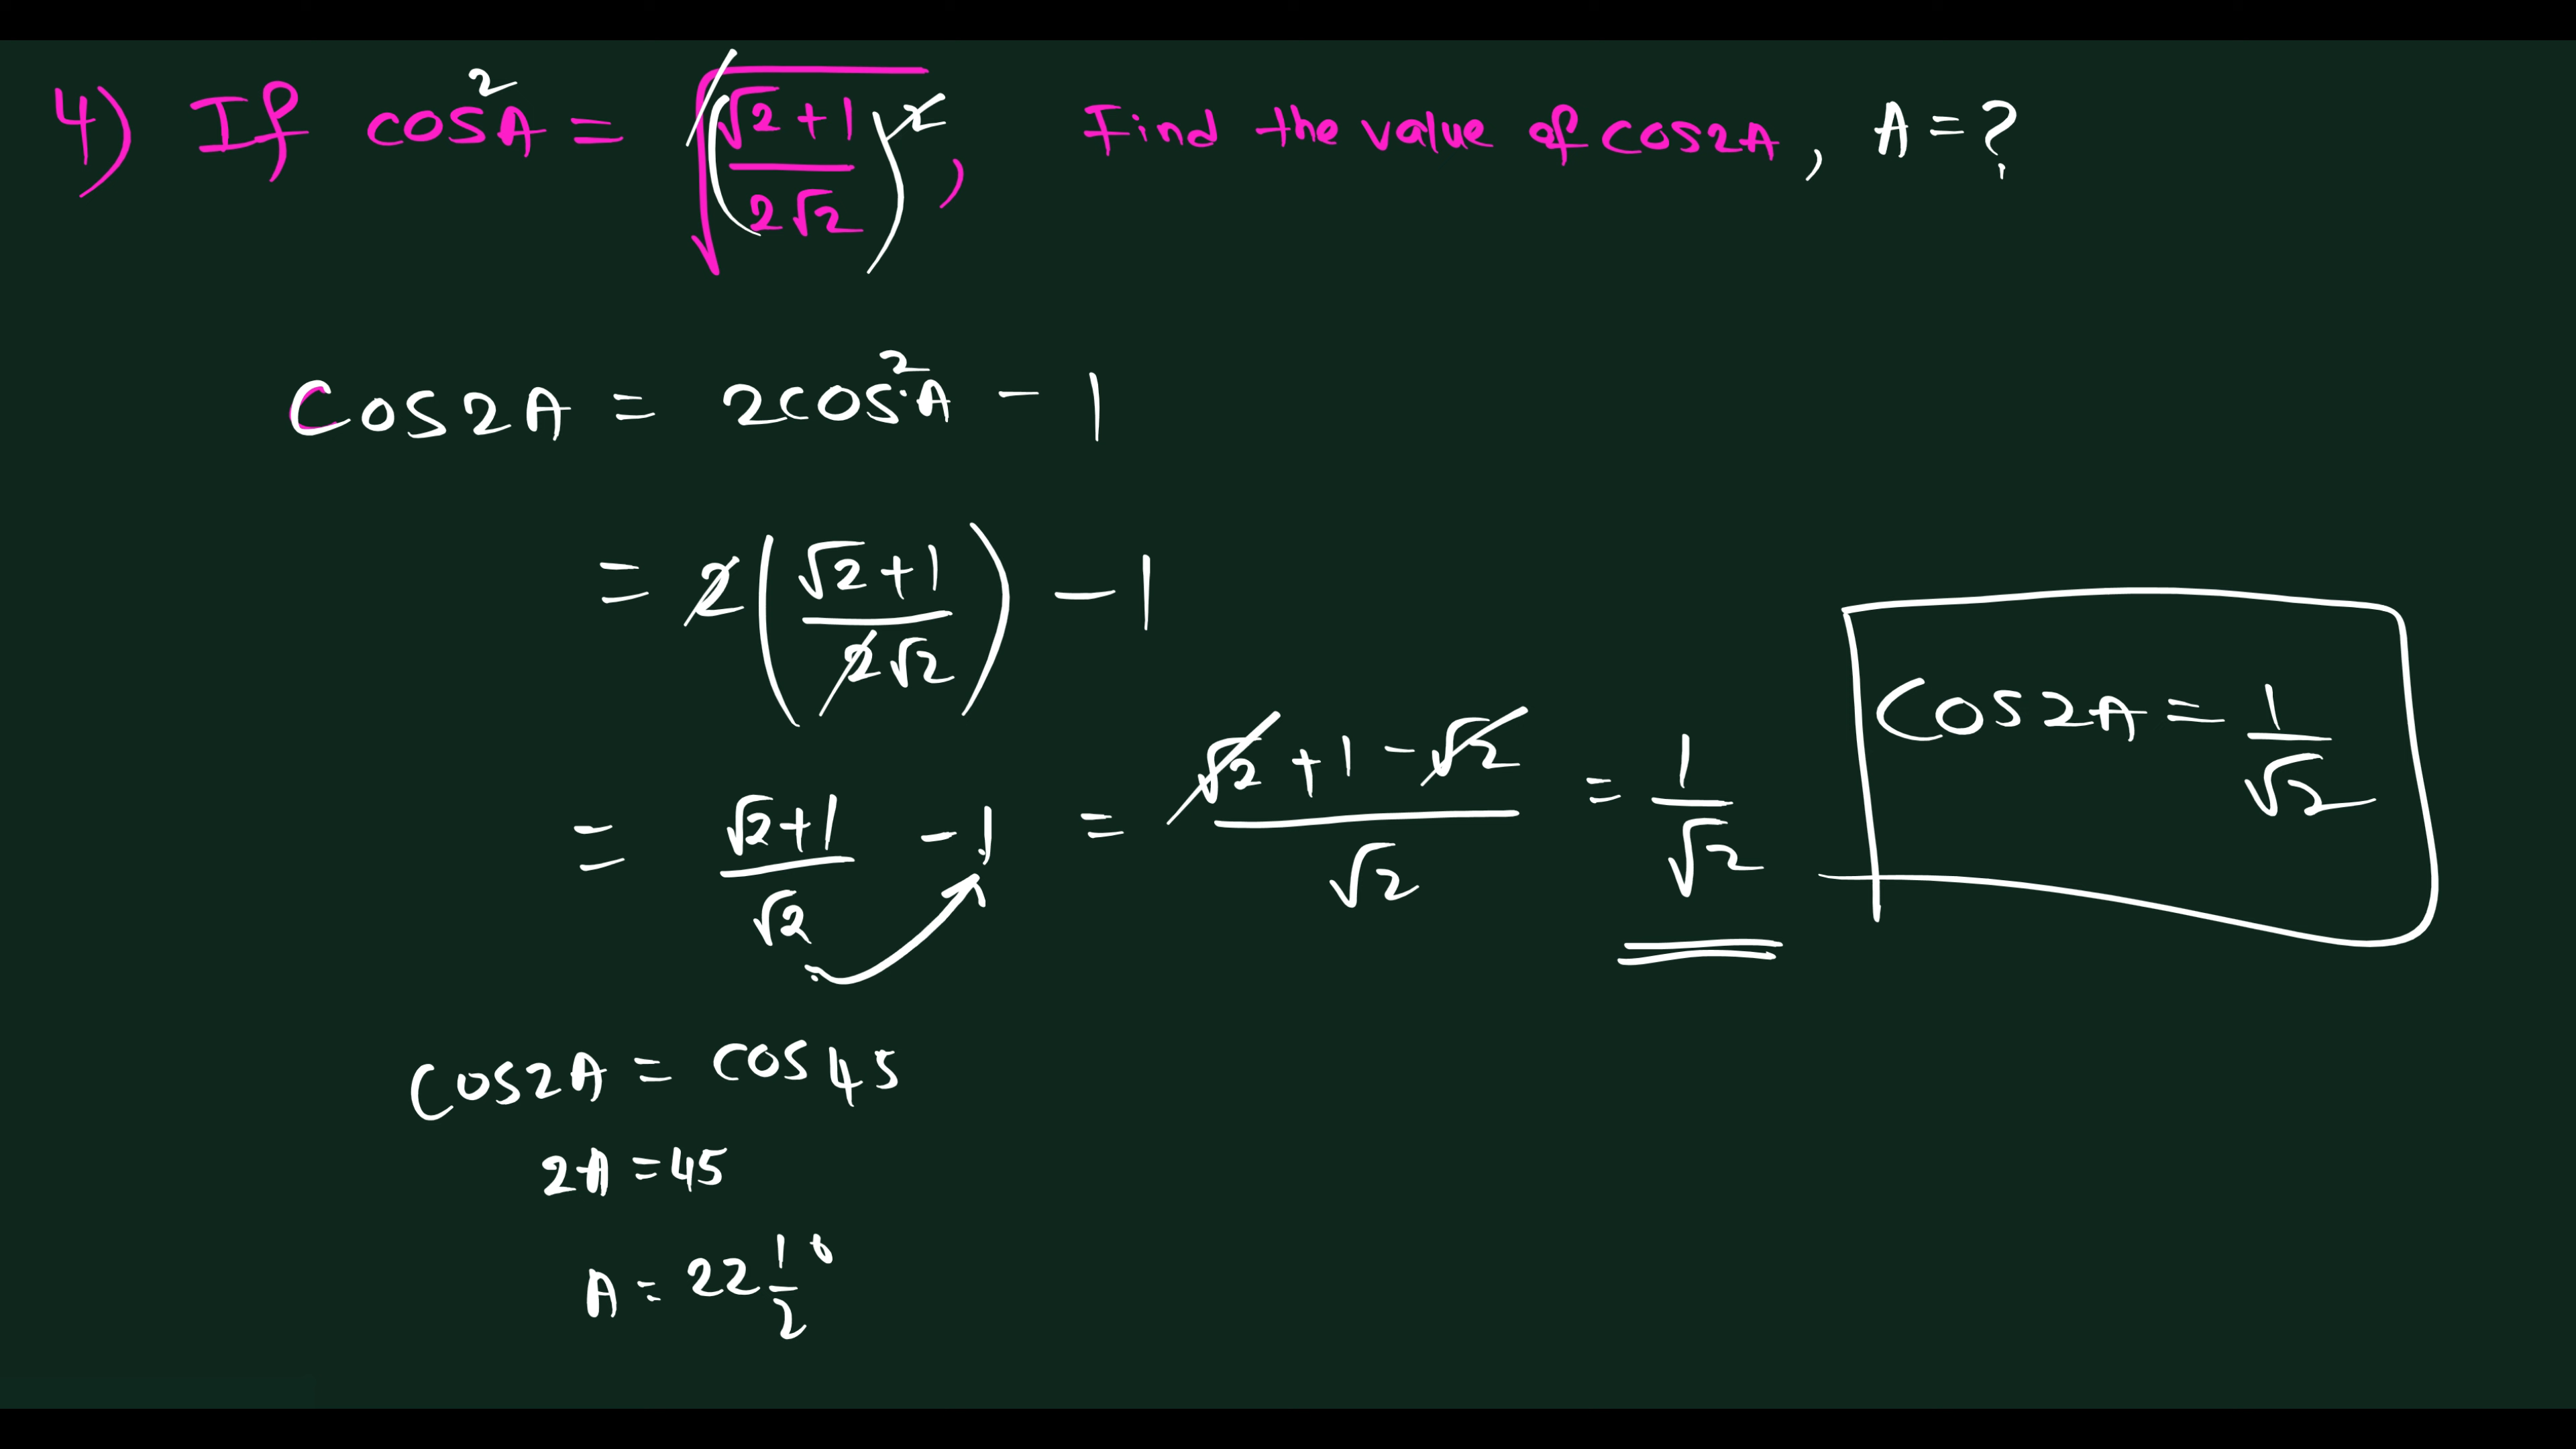 4) If cos²A = √((√2+1)/(2√2))², Find the value of cos2A, A=?
Cos2A = 2cos²A - 1
= 2((√2+1)/(2√2)) - 1
= (√2+1)/√2 - 1 = (√2+1-√2)/√2 = 1/√2
Cos2A = 1/√2
Cos2A = cos45
2A = 45
A = 22 1/2°